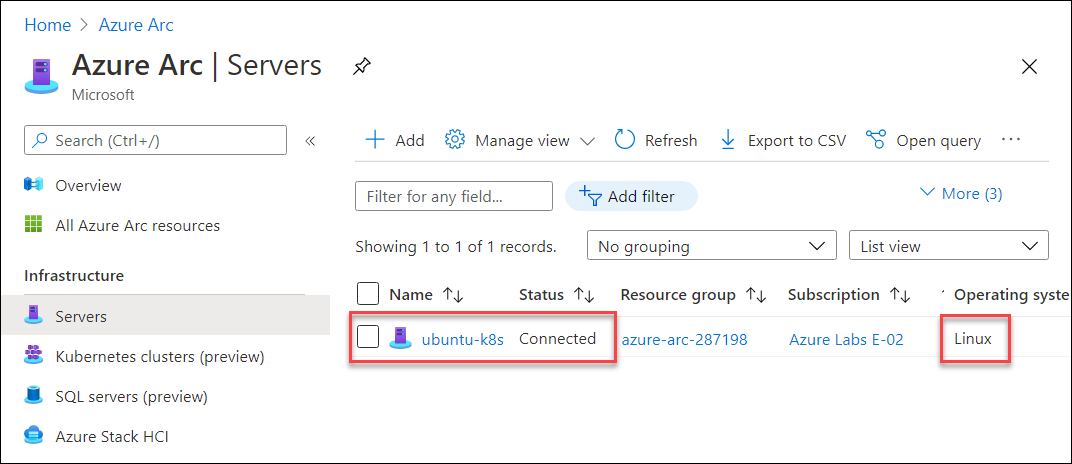 Home > Azure Arc
Azure Arc | Servers
Microsoft
Search (Ctrl+/)
«
Overview
All Azure Arc resources
Infrastructure
Servers
Kubernetes clusters (preview)
SQL servers (preview)
Azure Stack HCI
Add Manage view Refresh Export to CSV Open query ...
Filter for any field... Add filter More (3)
Showing 1 to 1 of 1 records. No grouping List view
Name Status Resource group Subscription Operating syste
ubuntu-k8s Connected azure-arc-287198 Azure Labs E-02 Linux